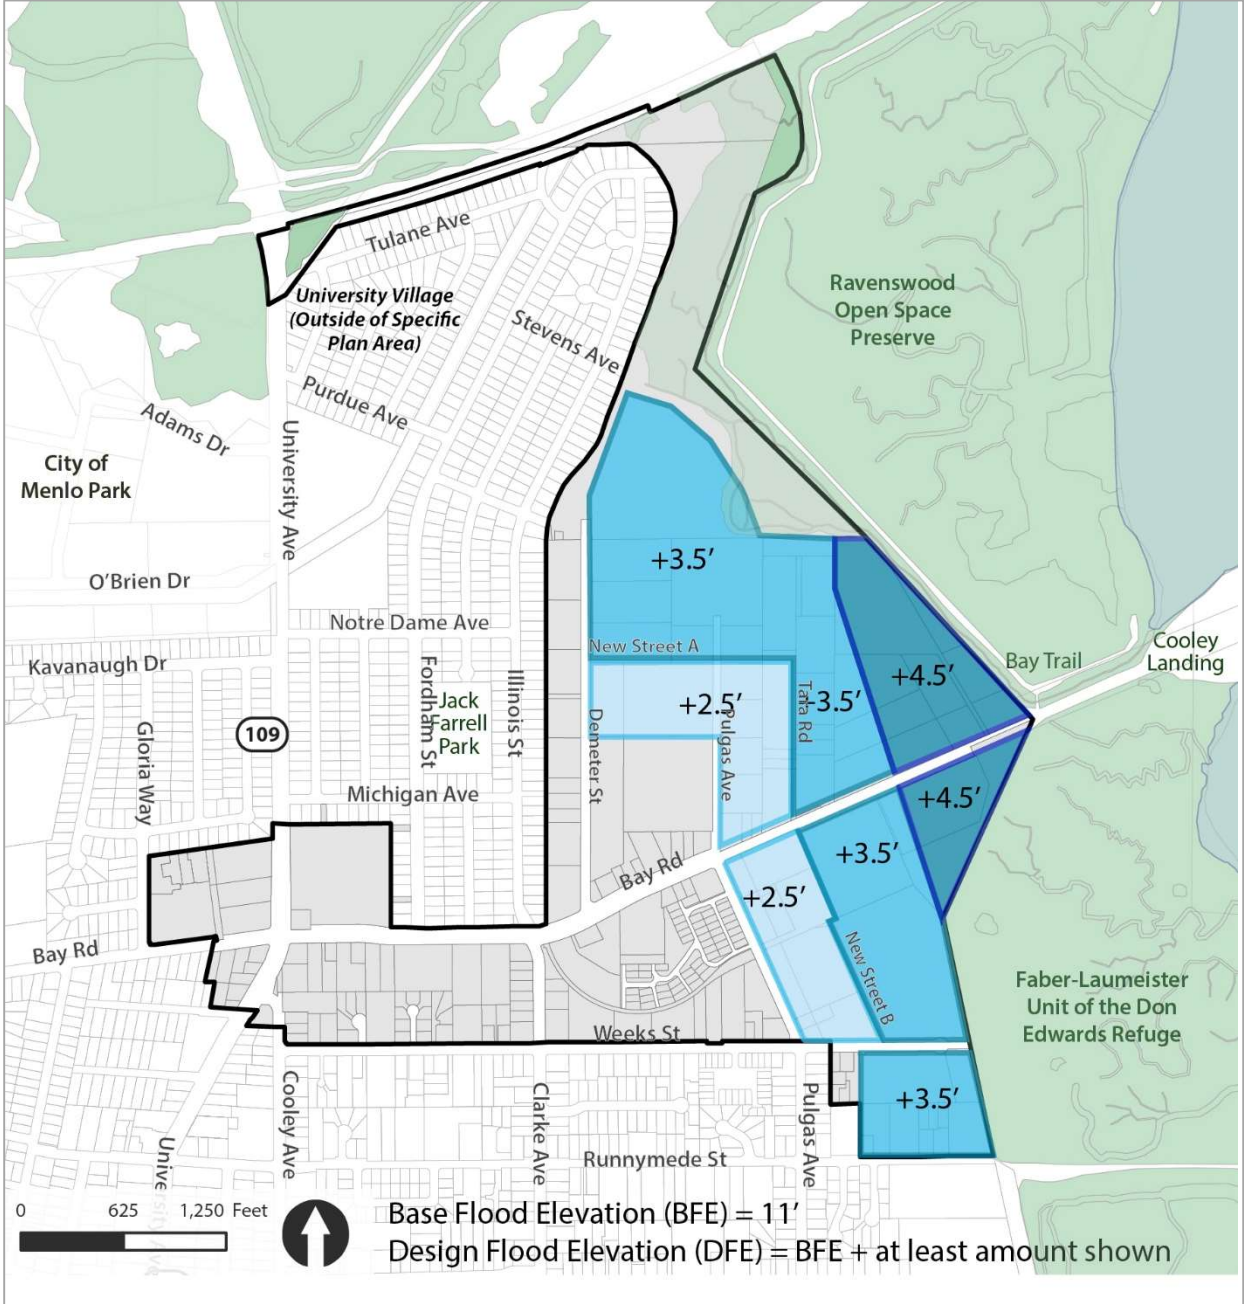 Tulane Ave
University Village
(Outside of Specific
Plan Area)
Stevens Ave
Purdue Ave
Adams Dr
University Ave
City of
Menlo Park
Ravenswood
Open Space
Preserve
O'Brien Dr
+3.5'
Notre Dame Ave
New Street A
Kavanaugh Dr
Fordham St
Illinois St
Jack
Farrell
Park
109
Gloria Way
Michigan Ave
Demeter St
+2.5'
Pulgas Ave
Tara Rd
+3.5'
+4.5'
Bay Trail
Cooley
Landing
+4.5'
+3.5'
Bay Rd
+2.5'
New Street B
Bay Rd
Faber-Laumeister
Unit of the Don
Edwards Refuge
Weeks St
Cooley Ave
Clarke Ave
Pulgas Ave
+3.5'
Runnymede St
University Ave
0 625 1,250 Feet
Base Flood Elevation (BFE) = 11'
Design Flood Elevation (DFE) = BFE + at least amount shown